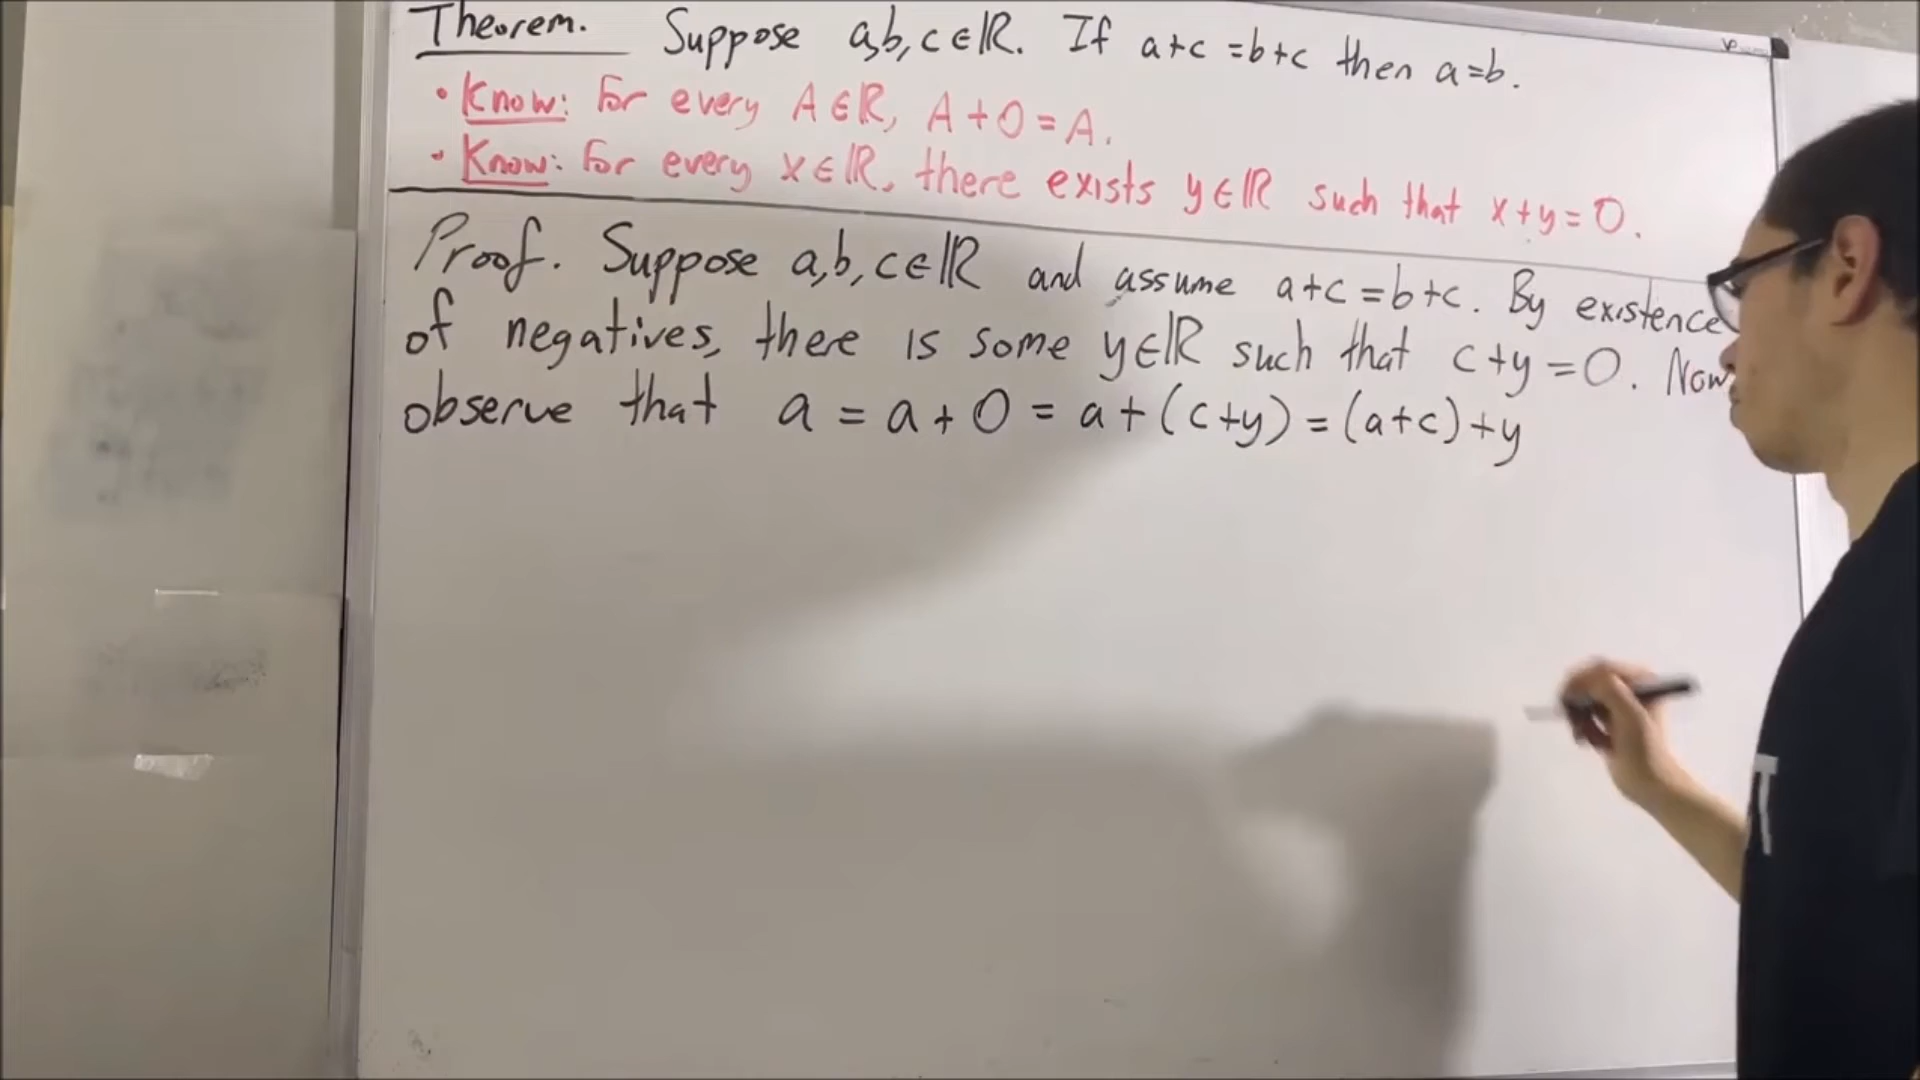 Theorem. Suppose a,b,c∈ℝ. If a+c=b+c then a=b.
• Know: For every A∈ℝ, A+0=A.
• Know: For every x∈ℝ, there exists y∈ℝ such that x+y=0.
Proof. Suppose a,b,c∈ℝ and assume a+c=b+c. By existence
of negatives, there is some y∈ℝ such that c+y=0. Now
observe that a = a+0 = a+(c+y) = (a+c)+y
T